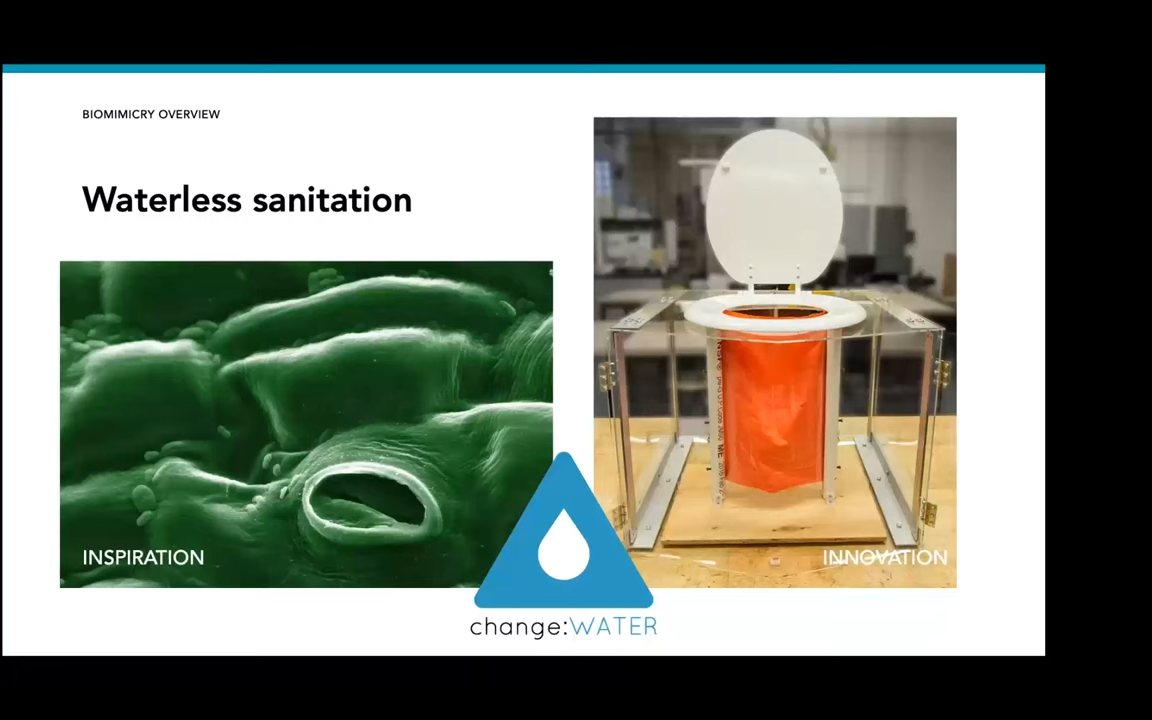 BIOMIMICRY OVERVIEW
Waterless sanitation
INSPIRATION
INNOVATION
change:WATER